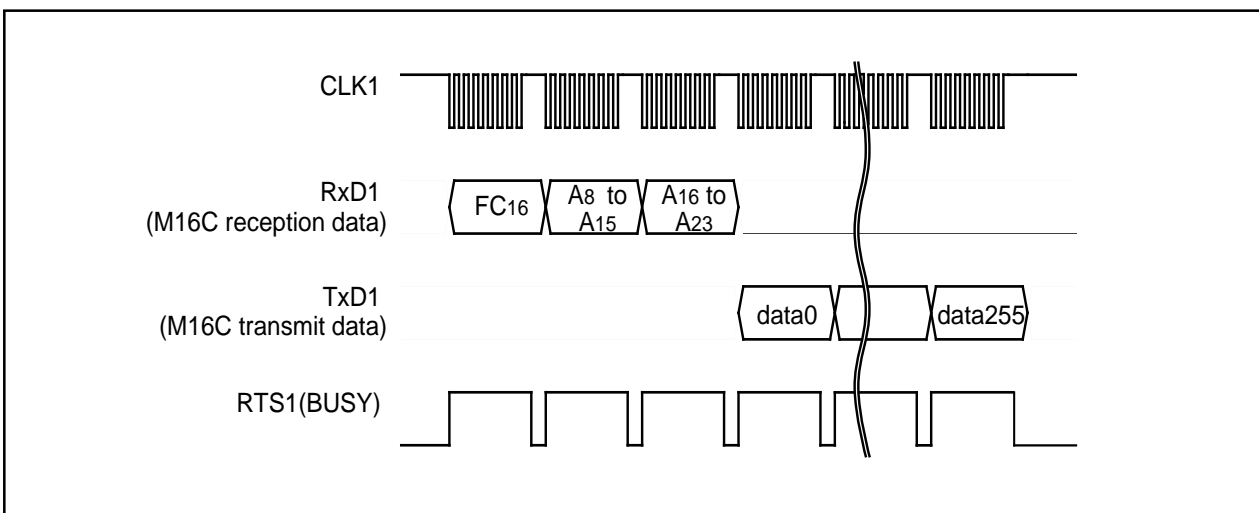 CLK1
RxD1
(M16C reception data)
FC16
A8 to
A15
A16 to
A23
TxD1
(M16C transmit data)
data0
data255
RTS1(BUSY)